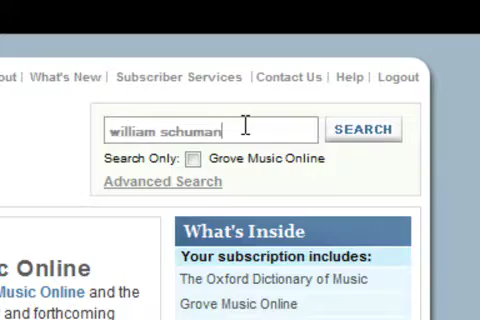 out | What's New | Subscriber Services | Contact Us | Help | Logout
william schuman
SEARCH
Search Only: Grove Music Online
Advanced Search
What's Inside
Your subscription includes:
The Oxford Dictionary of Music
Grove Music Online
c Online
Music Online and the
and forthcoming